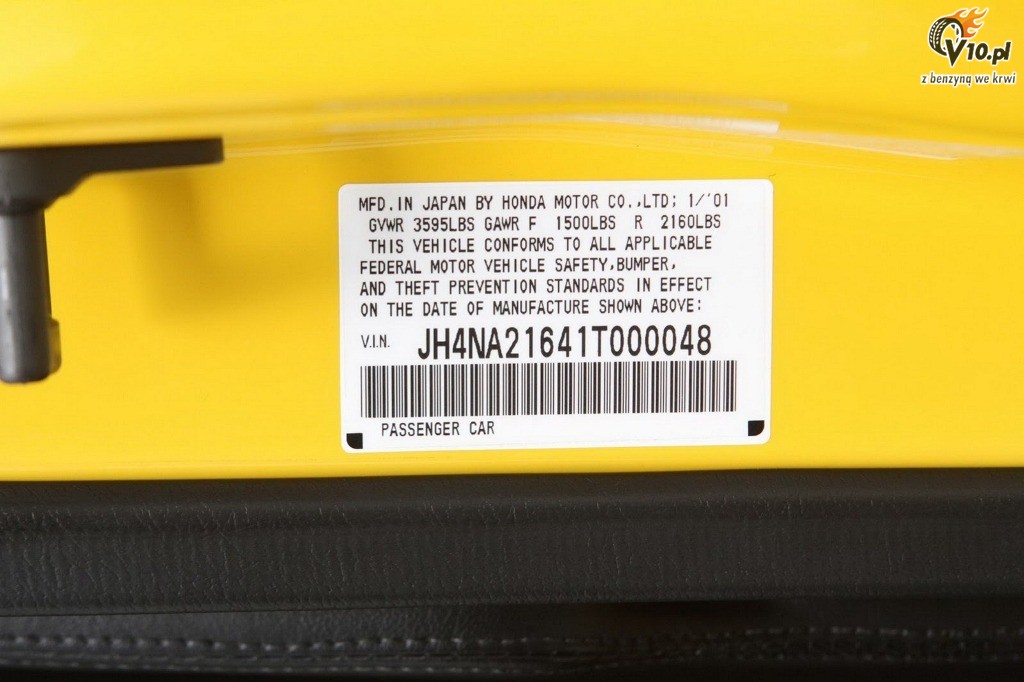 V10.pl
z benzyną we krwi
MFD. IN JAPAN BY HONDA MOTOR CO.,LTD; 1/'01
GVWR 3595LBS GAWR F 1500LBS R 2160LBS
THIS VEHICLE CONFORMS TO ALL APPLICABLE
FEDERAL MOTOR VEHICLE SAFETY,BUMPER,
AND THEFT PREVENTION STANDARDS IN EFFECT
ON THE DATE OF MANUFACTURE SHOWN ABOVE:
V.I.N. JH4NA21641T000048
PASSENGER CAR